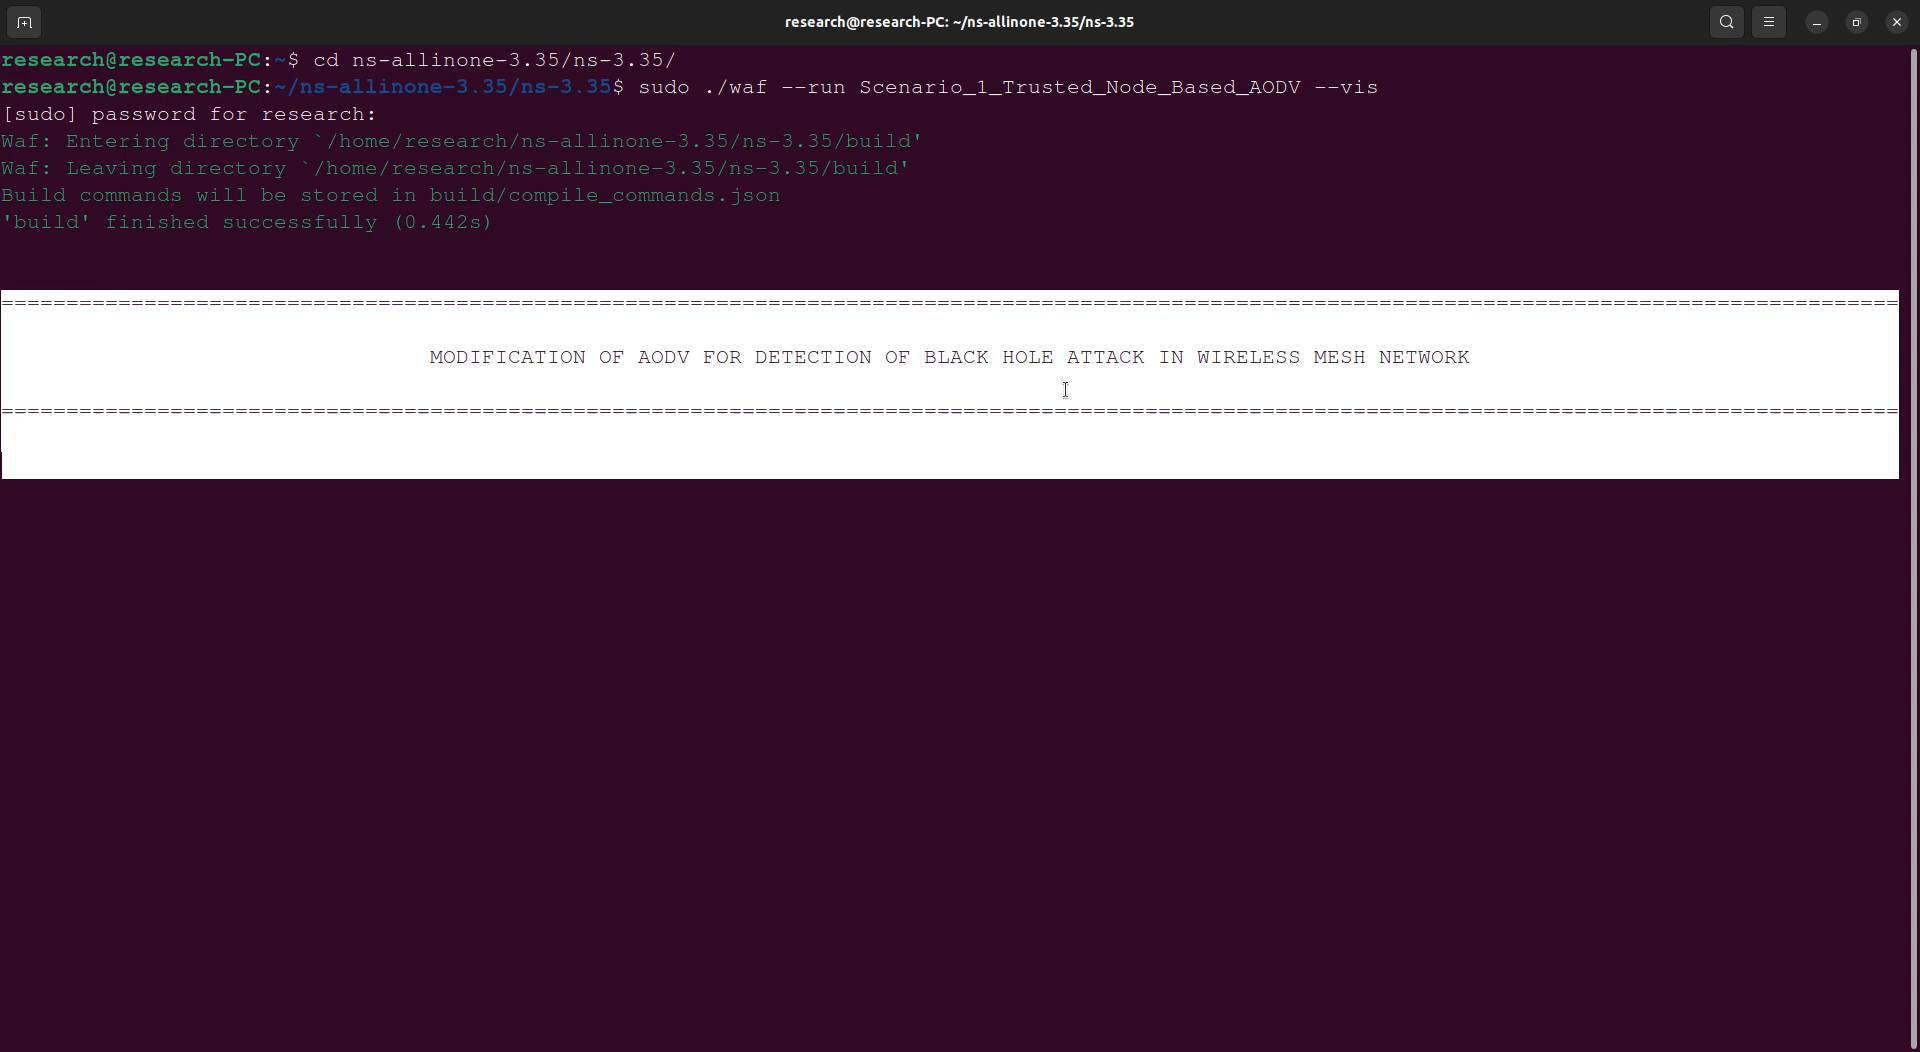 research@research-PC: ~/ns-allinone-3.35/ns-3.35
research@research-PC:~$ cd ns-allinone-3.35/ns-3.35/
research@research-PC:~/ns-allinone-3.35/ns-3.35$ sudo ./waf --run Scenario_1_Trusted_Node_Based_AODV --vis
[sudo] password for research:
Waf: Entering directory `/home/research/ns-allinone-3.35/ns-3.35/build'
Waf: Leaving directory `/home/research/ns-allinone-3.35/ns-3.35/build'
Build commands will be stored in build/compile_commands.json
'build' finished successfully (0.442s)
==================================================================================================================================================
MODIFICATION OF AODV FOR DETECTION OF BLACK HOLE ATTACK IN WIRELESS MESH NETWORK
==================================================================================================================================================